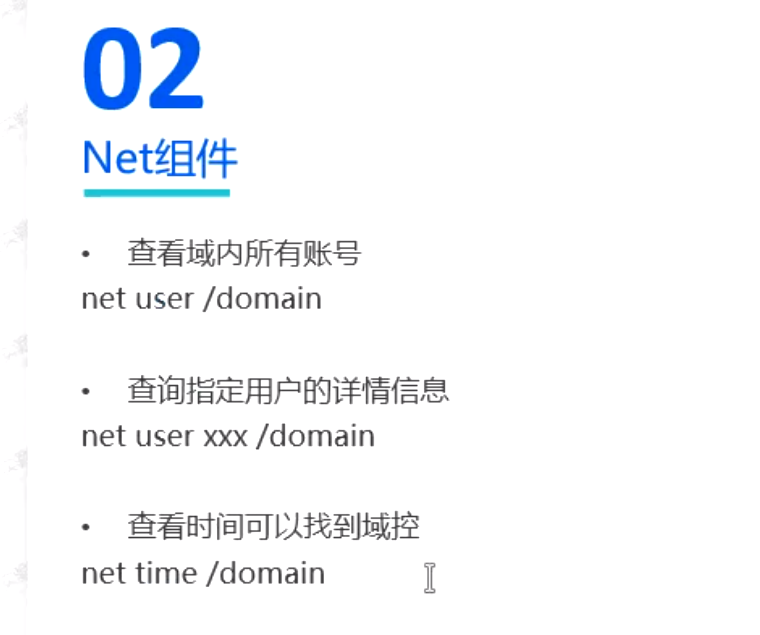 02
Net组件
• 查看域内所有账号
net user /domain
• 查询指定用户的详情信息
net user xxx /domain
• 查看时间可以找到域控
net time /domain